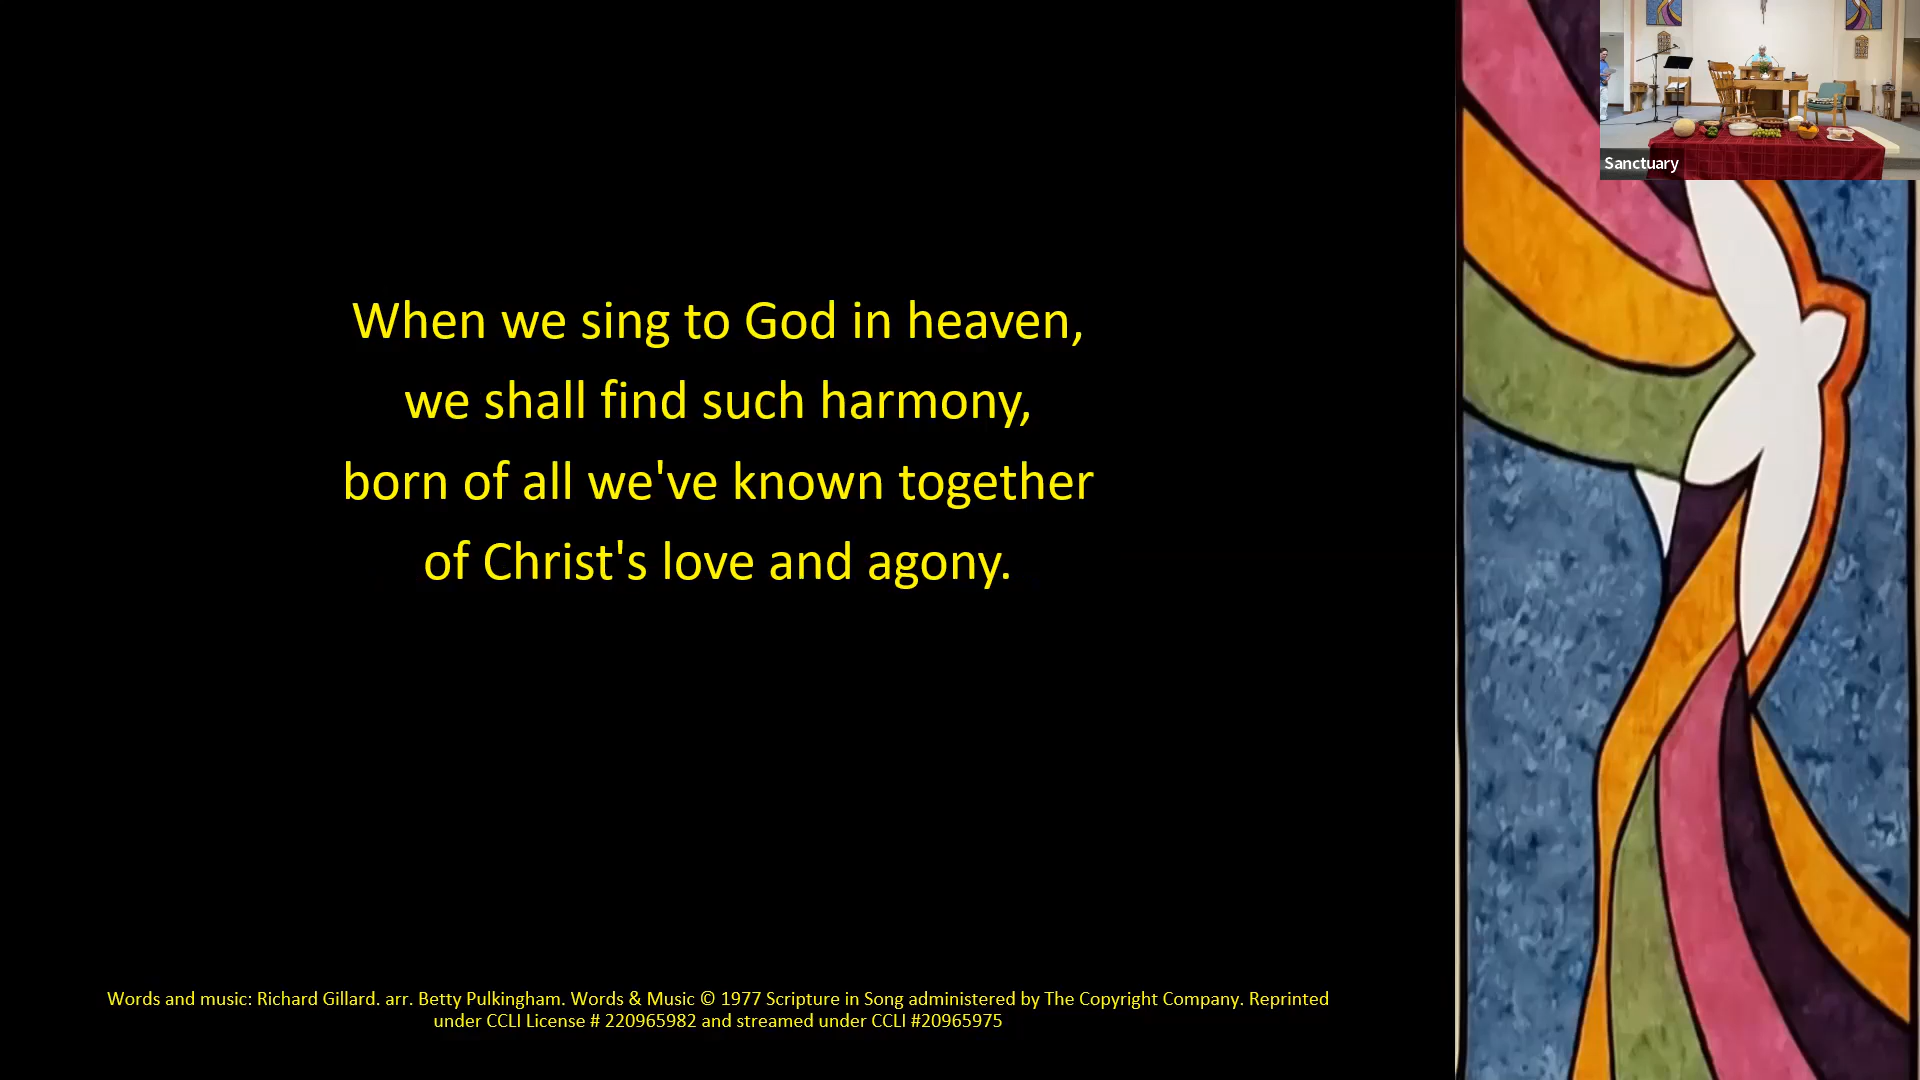 Sanctuary
When we sing to God in heaven,
we shall find such harmony,
born of all we've known together
of Christ's love and agony.
Words and music: Richard Gillard. arr. Betty Pulkingham. Words & Music © 1977 Scripture in Song administered by The Copyright Company. Reprinted
under CCLI License # 220965982 and streamed under CCLI #20965975